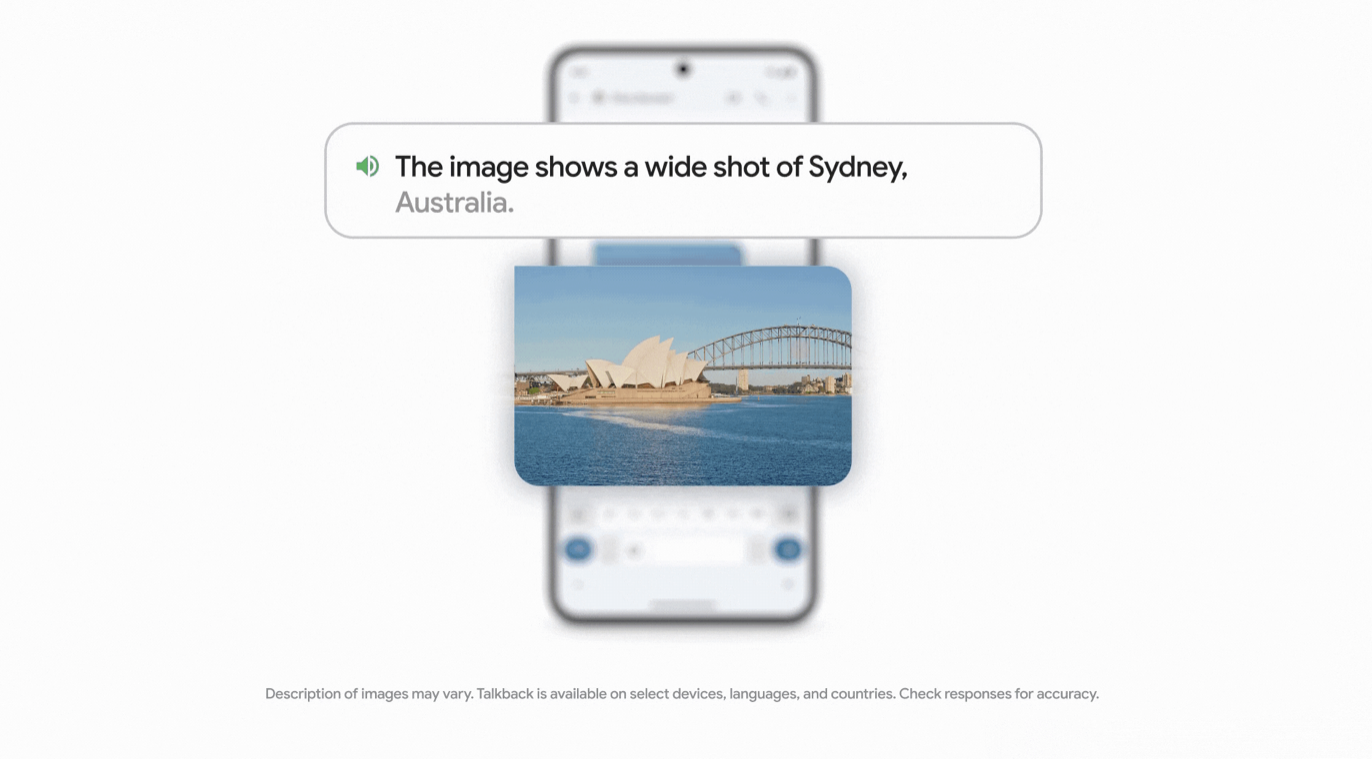 The image shows a wide shot of Sydney,
Australia.
Description of images may vary. Talkback is available on select devices, languages, and countries. Check responses for accuracy.